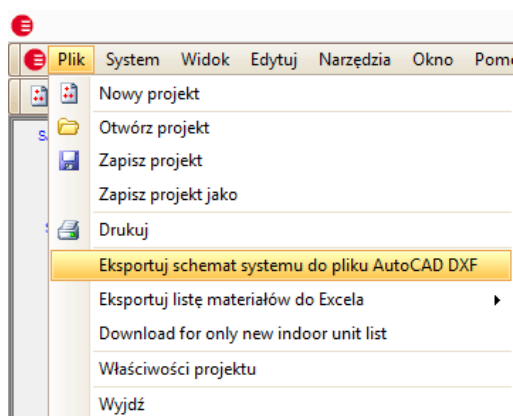 Plik System Widok Edytuj Narzędzia Okno
Nowy projekt
Otwórz projekt
Zapisz projekt
Zapisz projekt jako
Drukuj
Eksportuj schemat systemu do pliku AutoCAD DXF
Eksportuj listę materiałów do Excela
Download for only new indoor unit list
Właściwości projektu
Wyjdź